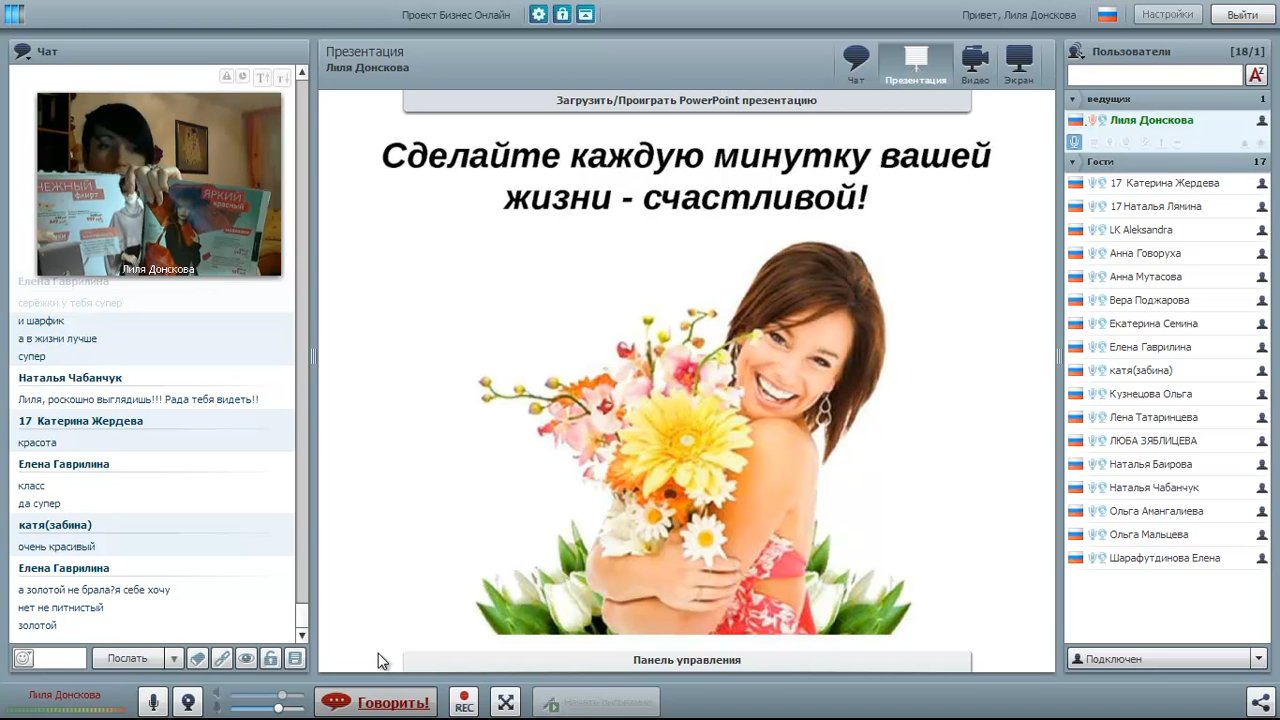 Проект Бизнес Онлайн
Привет, Лиля Донскова
Настройки
Выйти
Чат
Лиля Донскова
ЯРКИЙ
красный
Елена Гаврилина
серёжки у тебя супер
и шарфик
а в жизни лучше
супер
Наталья Чабанчук
Лиля, роскошно выглядишь!!! Рада тебя видеть!!
17 Катерина Жердева
красота
Елена Гаврилина
класс
да супер
катя(забина)
очень красивый
Елена Гаврилина
а золотой не брала?я себе хочу
нет не питнистый
золотой
Послать
Презентация
Лиля Донскова
Чат
Презентация
Видео
Экран
Загрузить/Проиграть PowerPoint презентацию
Сделайте каждую минутку вашей
жизни - счастливой!
Панель управления
Пользователи
[18/1]
ведущия 1
Лиля Донскова
Гости 17
17 Катерина Жердева
17 Наталья Лямина
LK Aleksandra
Анна Говоруха
Анна Мутасова
Вера Поджарова
Екатерина Семина
Елена Гаврилина
катя(забина)
Кузнецова Ольга
Лена Татаринцева
ЛЮБА ЗЯБЛИЦЕВА
Наталья Баирова
Наталья Чабанчук
Ольга Амангалиева
Ольга Мальцева
Шарафутдинова Елена
Подключен
Лиля Донскова
Говорить!
REC